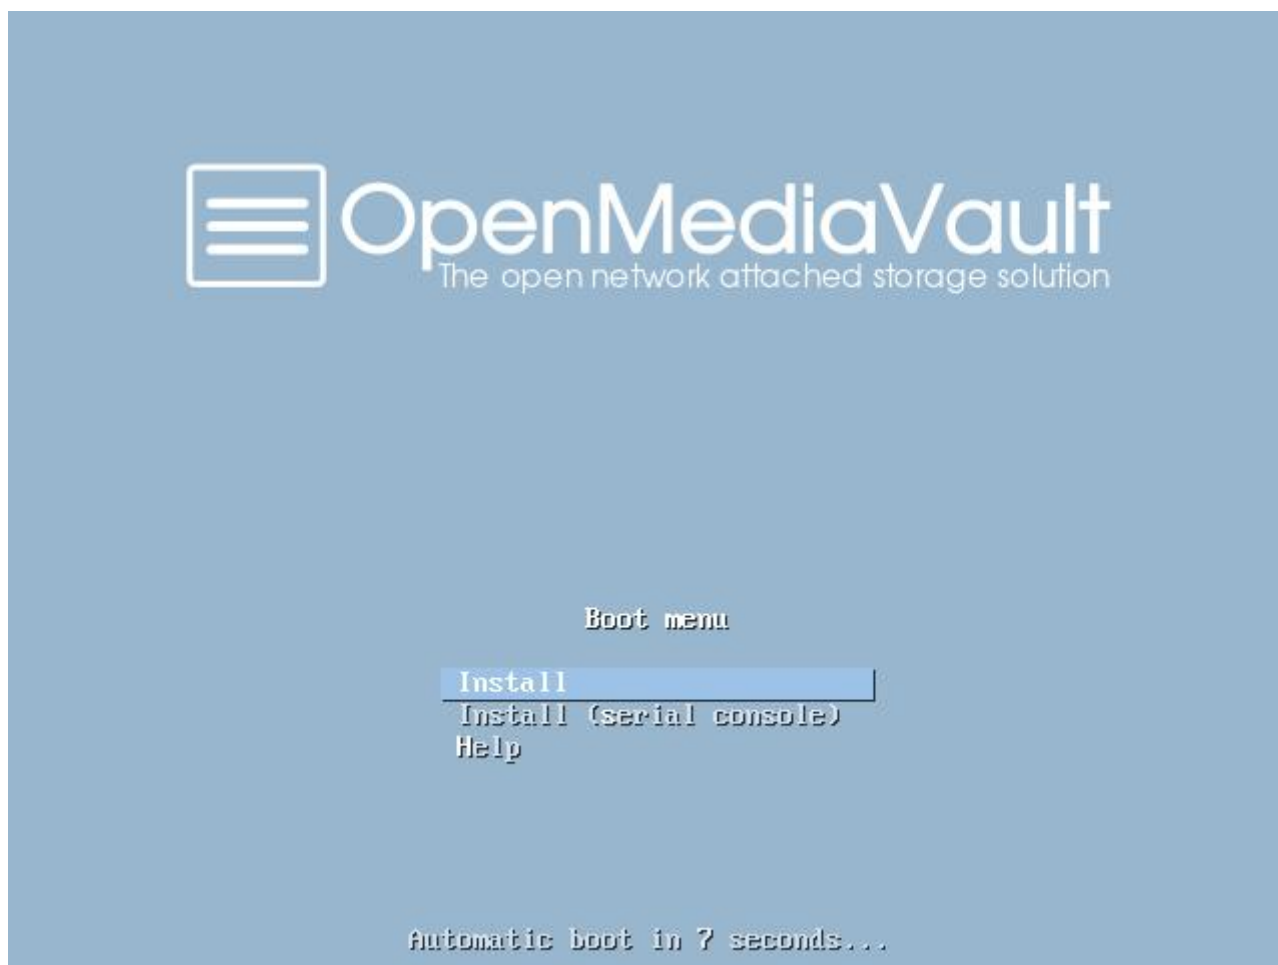 OpenMediaVault
The open network attached storage solution
Boot menu
Install
Install (serial console)
Help
Automatic boot in 7 seconds...